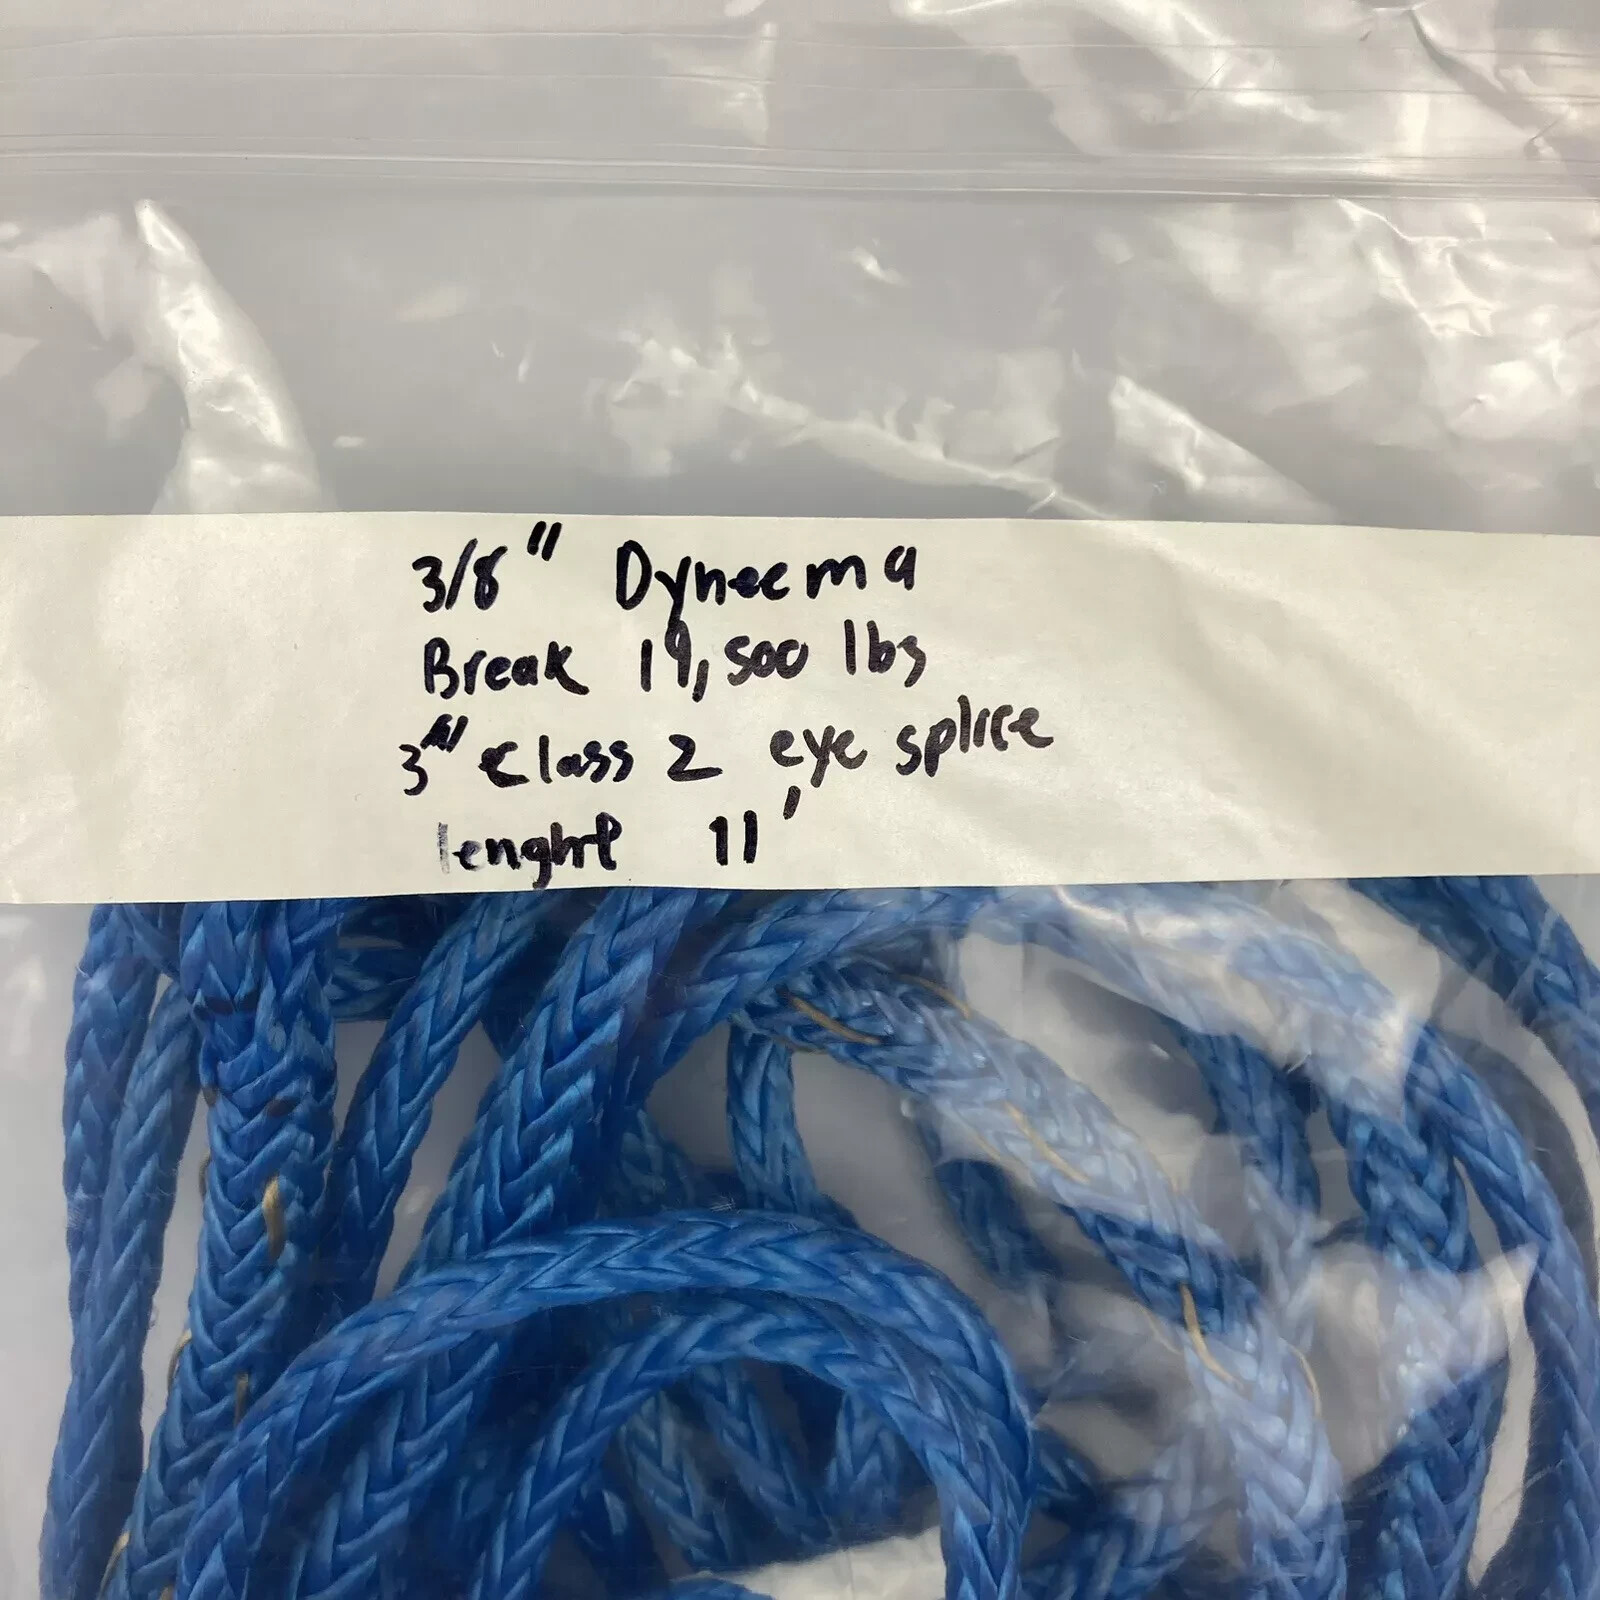 3/8" Dyneema
Break 19,500 lbs
3" Class 2 eye splice
lenght 11'